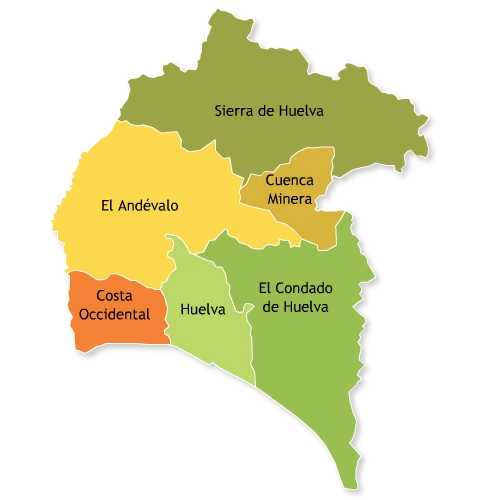 Sierra de Huelva
Cuenca
Minera
El Andévalo
El Condado
de Huelva
Costa
Occidental
Huelva